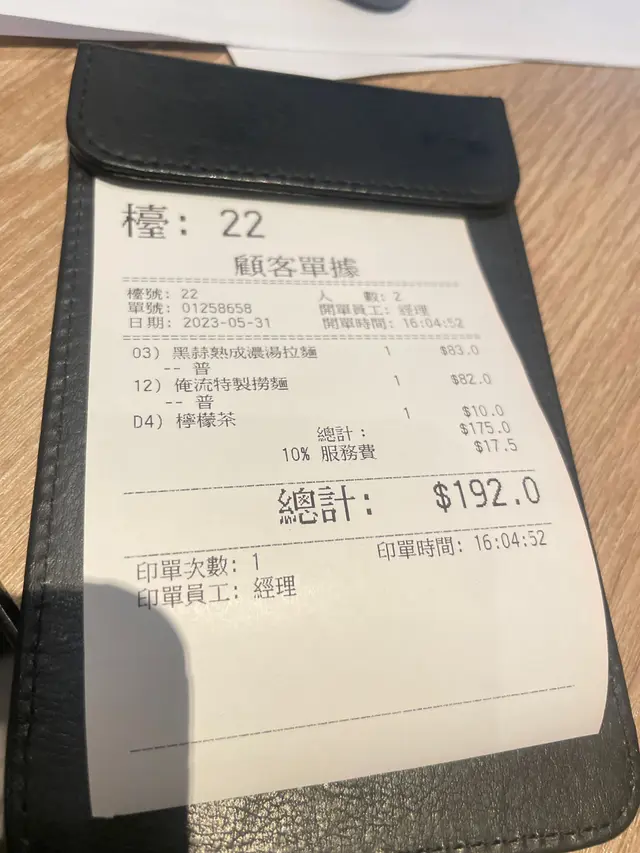 檯: 22
顧客單據
檯號: 22 人 數: 2
單號: 01258658 開單員工: 經理
日期: 2023-05-31 開單時間: 16:04:52
03) 黑蒜熟成濃湯拉麵 1 $83.0
-- 普
12) 俺流特製撈麵 1 $82.0
-- 普
D4) 檸檬茶 1 $10.0
總計: $175.0
10% 服務費 $17.5
總計: $192.0
印單次數: 1 印單時間: 16:04:52
印單員工: 經理